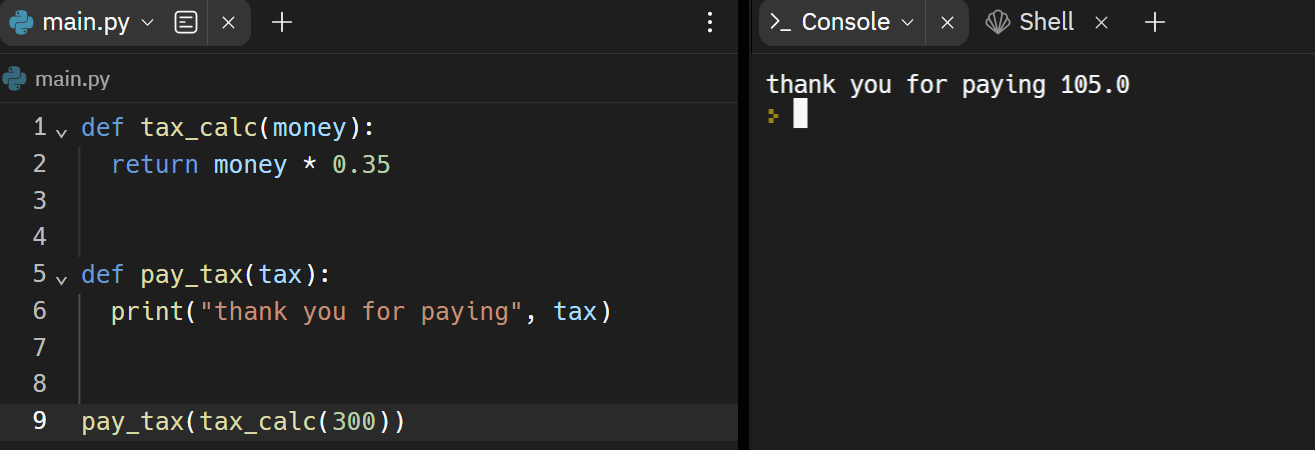 main.py
main.py
1 def tax_calc(money):
2   return money * 0.35
3
4
5 def pay_tax(tax):
6   print("thank you for paying", tax)
7
8
9 pay_tax(tax_calc(300))
>_ Console
Shell
thank you for paying 105.0
>